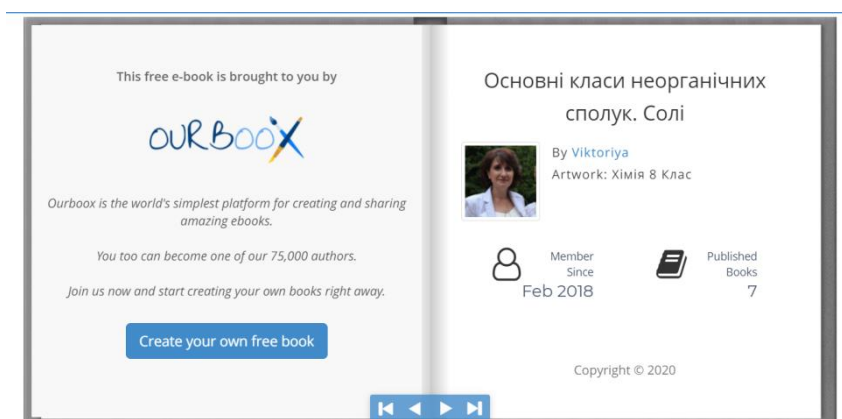 This free e-book is brought to you by
OURBOOX
Ourboox is the world's simplest platform for creating and sharing
amazing ebooks.
You too can become one of our 75,000 authors.
Join us now and start creating your own books right away.
Create your own free book
Основні класи неорганічних
сполук. Солі
By Viktoriya
Artwork: Хімія 8 Клас
Member
Since
Feb 2018
Published
Books
7
Copyright © 2020